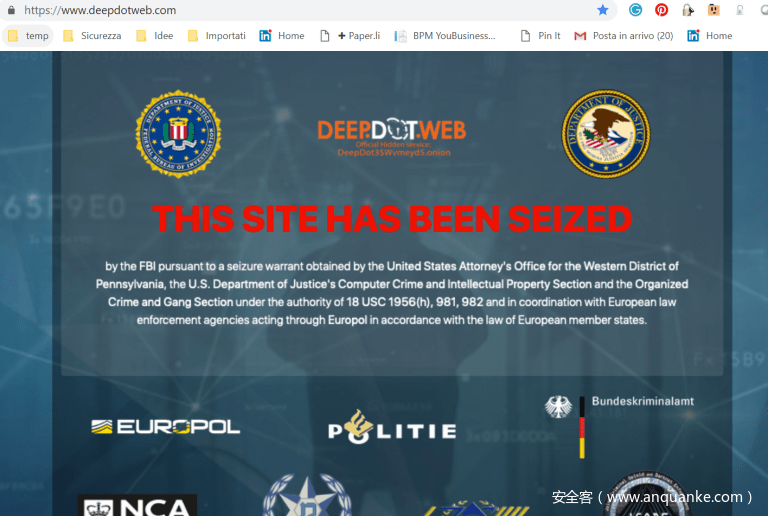 https://www.deepdotweb.com
temp Sicurezza Idee Importati Home + Paper.li BPM YouBusiness... Pin It Posta in arrivo (20) Home
DEPARTMENT OF JUSTICE
FEDERAL BUREAU OF INVESTIGATION
DEEP.DOT.WEB
Official Hidden service:
DeepDot35Wvmeyd5.onion
DEPARTMENT OF JUSTICE
65F9E0
THIS SITE HAS BEEN SEIZED
by the FBI pursuant to a seizure warrant obtained by the United States Attorney's Office for the Western District of
Pennsylvania, the U.S. Department of Justice's Computer Crime and Intellectual Property Section and the Organized
Crime and Gang Section under the authority of 18 USC 1956(h), 981, 982 and in coordination with European law
enforcement agencies acting through Europol in accordance with the law of European member states.
EUROPOL
POLITIE
Bundeskriminalamt
NCA
安全客（www.anquanke.com）